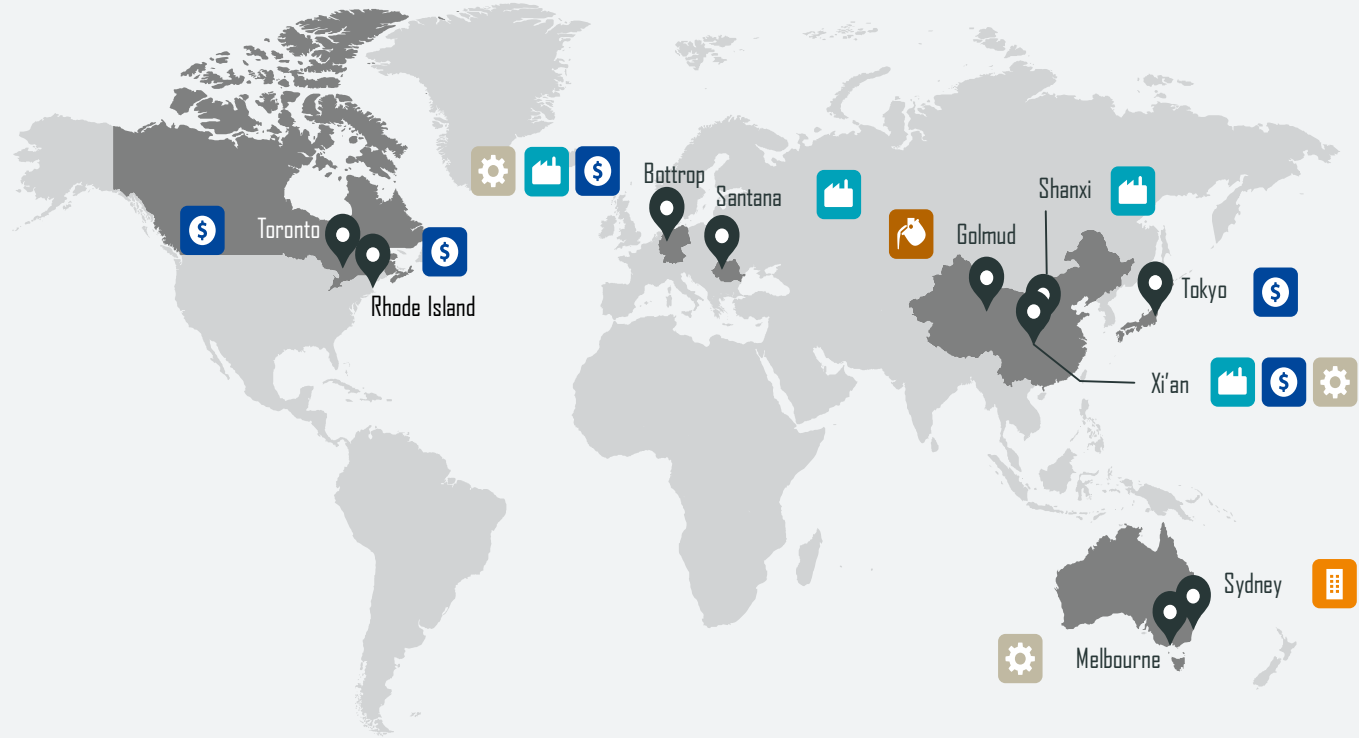 Bottrop
Santana
Shanxi
Toronto
Golmud
Rhode Island
Tokyo
Xi'an
Sydney
Melbourne